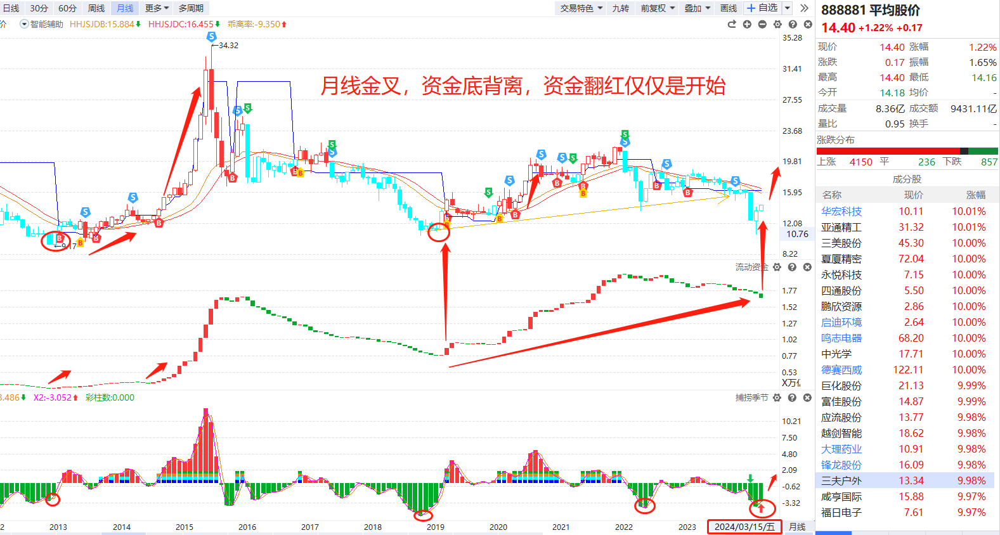 日线 30分 60分 周线 月线 更多 多周期 交易特色 九转 前复权 叠加 画线 自选
价 智能辅助 HHJSJDB:15.884 HHJSJDC:16.455 乖离率:-9.350
月线金叉，资金底背离，资金翻红仅仅是开始
←34.32
←9.17
35.28
31.41
27.55
23.68
19.81
15.95
12.08
10.76
8.22
流动资金
1.77
1.52
1.27
1.02
0.77
0.53
X万亿
3.486 X2:-3.052 彩柱数:0.000
捕捞季节
10.21
7.50
4.80
2.09
-0.62
-3.32
2 2013 2014 2015 2016 2017 2018 2019 2020 2021 2022 2023 2024/03/15/五 月线
888881 平均股价
14.40 +1.22% +0.17
现价 14.40 涨幅 1.22%
涨跌 0.17 振幅 1.65%
最高 14.40 最低 14.16
今开 14.18 均价 -
成交量 8.36亿 成交额 9431.11亿
量比 0.95 换手 -
涨跌分布
上涨 4150 平 236 下跌 857
成分股
名称 现价 涨幅
华宏科技 10.11 10.01%
亚通精工 31.32 10.01%
三美股份 45.30 10.00%
夏厦精密 72.04 10.00%
永悦科技 7.15 10.00%
四通股份 5.50 10.00%
鹏欣资源 2.86 10.00%
启迪环境 2.64 10.00%
鸣志电器 68.20 10.00%
中光学 17.71 10.00%
德赛西威 122.11 10.00%
巨化股份 21.13 9.99%
富佳股份 14.87 9.99%
应流股份 13.77 9.98%
越剑智能 18.62 9.98%
大理药业 10.91 9.98%
锋龙股份 16.09 9.98%
三夫户外 13.34 9.98%
咸亨国际 15.88 9.97%
福日电子 7.61 9.97%